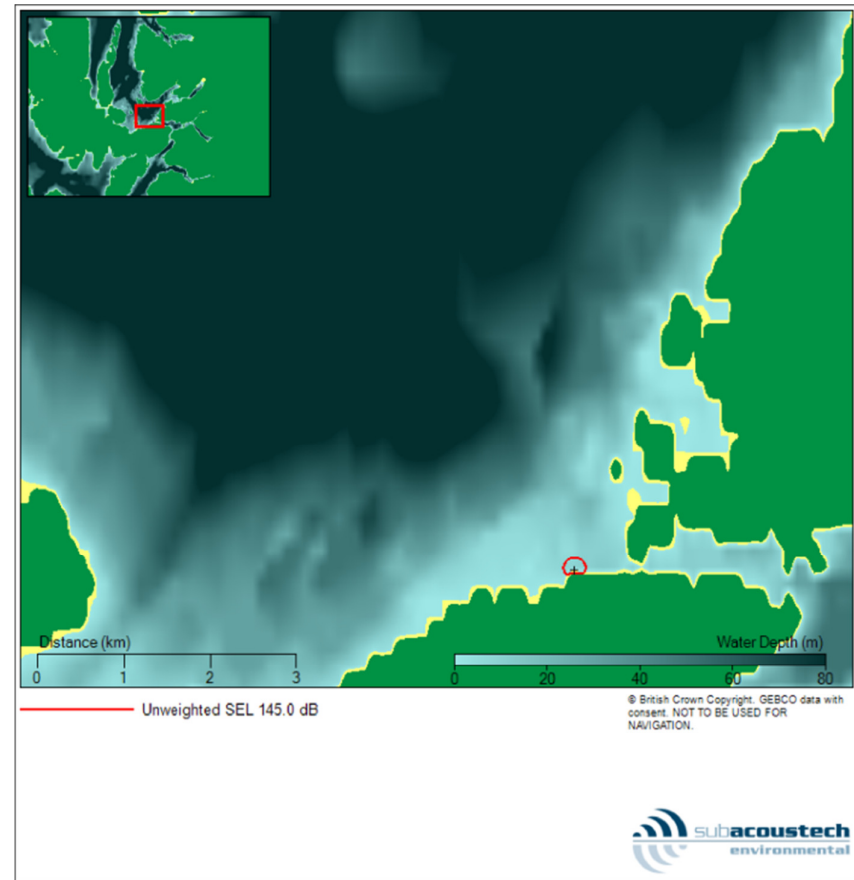 Distance (km)
0 1 2 3
Water Depth (m)
0 20 40 60 80
Unweighted SEL 145.0 dB
© British Crown Copyright. GEBCO data with
consent. NOT TO BE USED FOR
NAVIGATION.
subacoustech
environmental